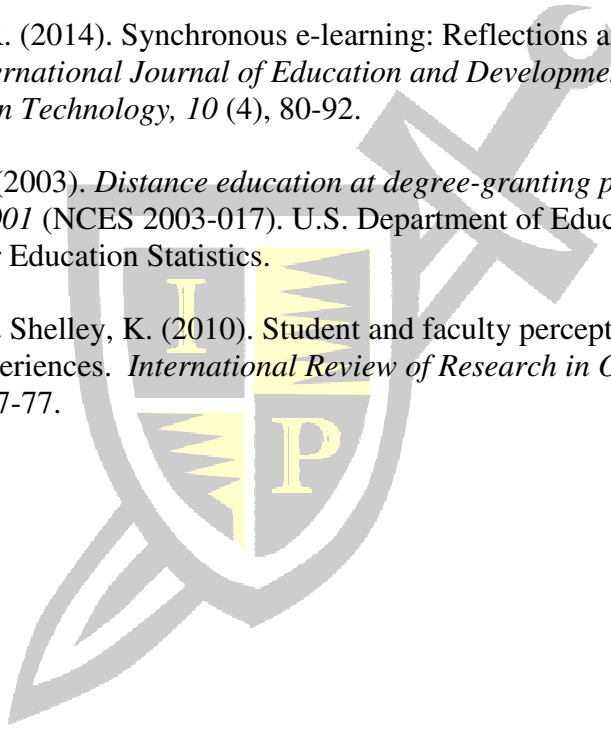 R. (2014). Synchronous e-learning: Reflections a
ernational Journal of Education and Developme
n Technology, 10 (4), 80-92.
(2003). Distance education at degree-granting p
001 (NCES 2003-017). U.S. Department of Educ
r Education Statistics.
Shelley, K. (2010). Student and faculty percept
eriences. International Review of Research in O
7-77.
I
P